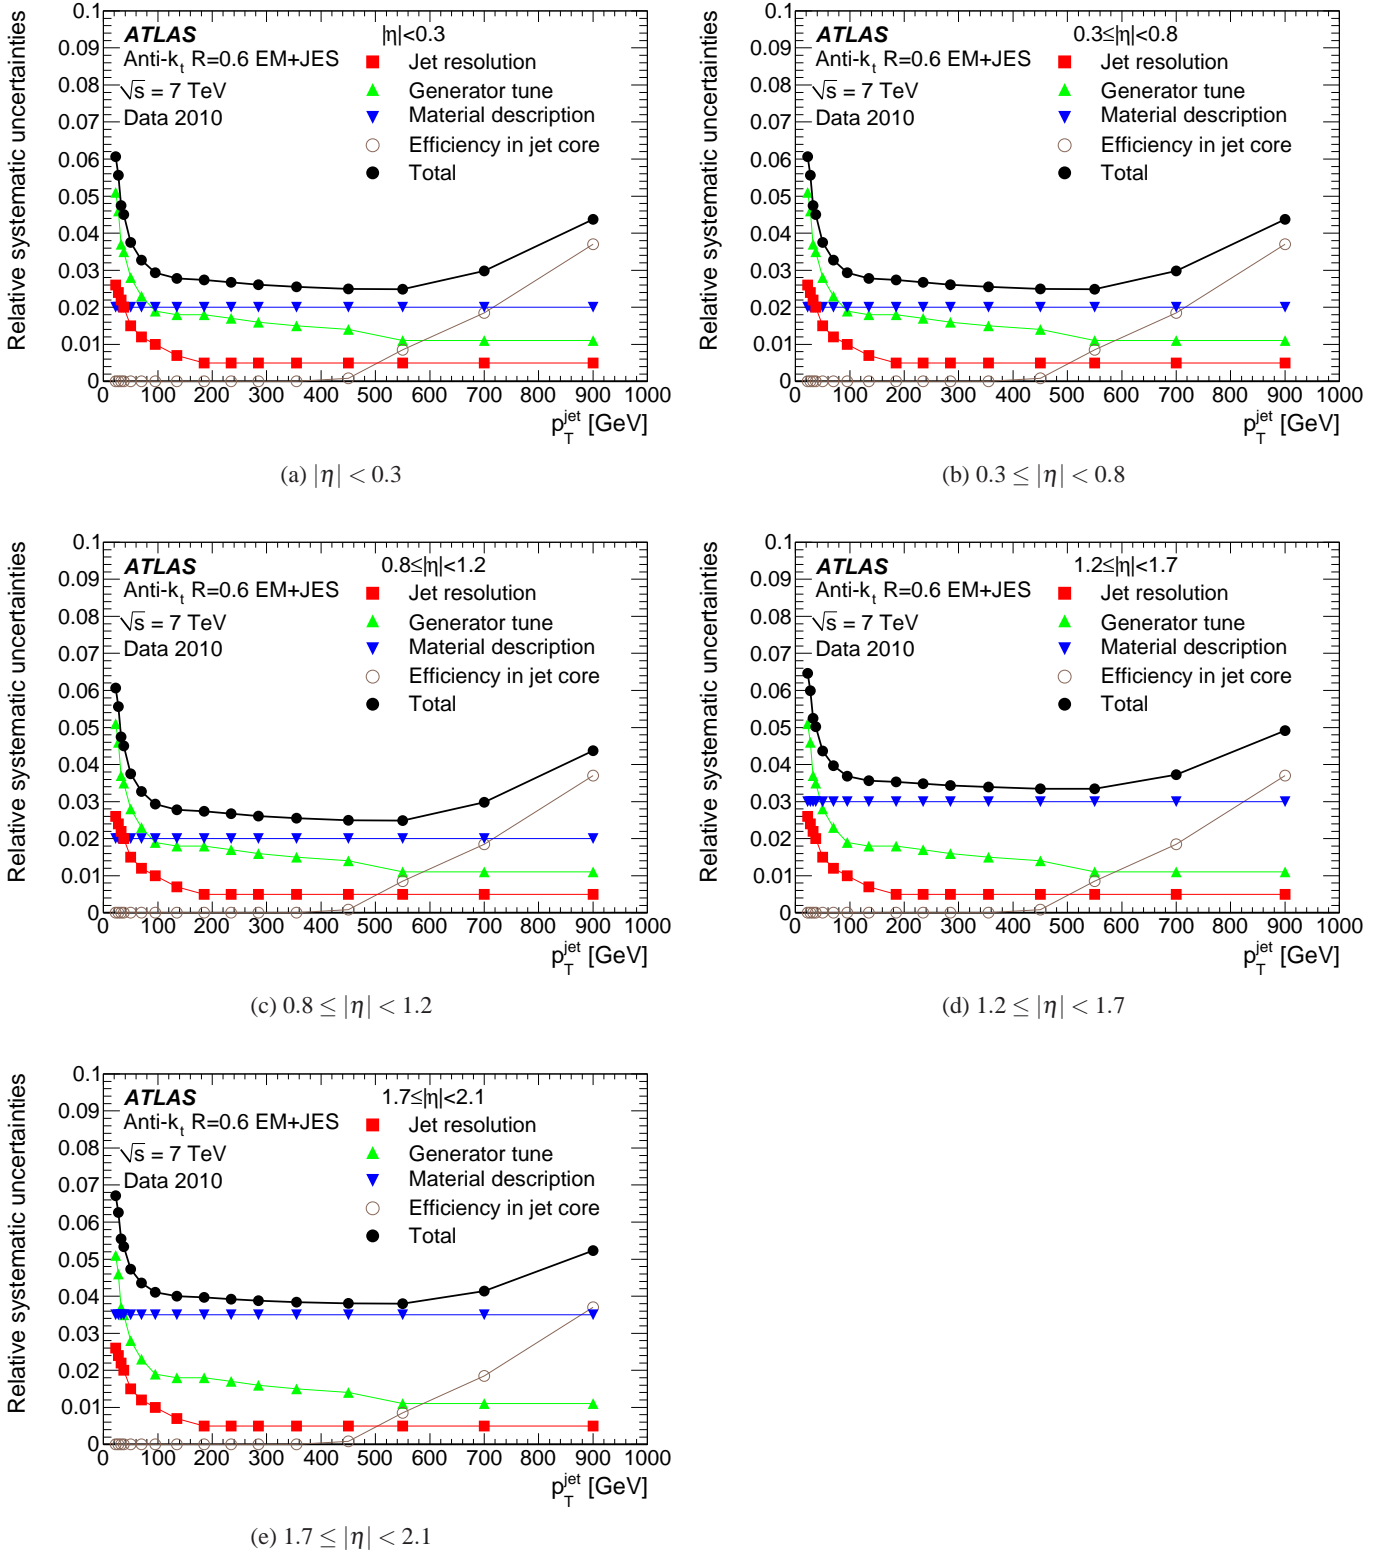 Relative systematic uncertainties
0.1
0.09
0.08
0.07
0.06
0.05
0.04
0.03
0.02
0.01
0
ATLAS
Anti-kt R=0.6 EM+JES
√s = 7 TeV
Data 2010
|η|<0.3
Jet resolution
Generator tune
Material description
Efficiency in jet core
Total
0 100 200 300 400 500 600 700 800 900 1000
pTjet [GeV]
(a) |η| < 0.3
Relative systematic uncertainties
0.1
0.09
0.08
0.07
0.06
0.05
0.04
0.03
0.02
0.01
0
ATLAS
Anti-kt R=0.6 EM+JES
√s = 7 TeV
Data 2010
0.3≤|η|<0.8
Jet resolution
Generator tune
Material description
Efficiency in jet core
Total
0 100 200 300 400 500 600 700 800 900 1000
pTjet [GeV]
(b) 0.3 ≤ |η| < 0.8
Relative systematic uncertainties
0.1
0.09
0.08
0.07
0.06
0.05
0.04
0.03
0.02
0.01
0
ATLAS
Anti-kt R=0.6 EM+JES
√s = 7 TeV
Data 2010
0.8≤|η|<1.2
Jet resolution
Generator tune
Material description
Efficiency in jet core
Total
0 100 200 300 400 500 600 700 800 900 1000
pTjet [GeV]
(c) 0.8 ≤ |η| < 1.2
Relative systematic uncertainties
0.1
0.09
0.08
0.07
0.06
0.05
0.04
0.03
0.02
0.01
0
ATLAS
Anti-kt R=0.6 EM+JES
√s = 7 TeV
Data 2010
1.2≤|η|<1.7
Jet resolution
Generator tune
Material description
Efficiency in jet core
Total
0 100 200 300 400 500 600 700 800 900 1000
pTjet [GeV]
(d) 1.2 ≤ |η| < 1.7
Relative systematic uncertainties
0.1
0.09
0.08
0.07
0.06
0.05
0.04
0.03
0.02
0.01
0
ATLAS
Anti-kt R=0.6 EM+JES
√s = 7 TeV
Data 2010
1.7≤|η|<2.1
Jet resolution
Generator tune
Material description
Efficiency in jet core
Total
0 100 200 300 400 500 600 700 800 900 1000
pTjet [GeV]
(e) 1.7 ≤ |η| < 2.1